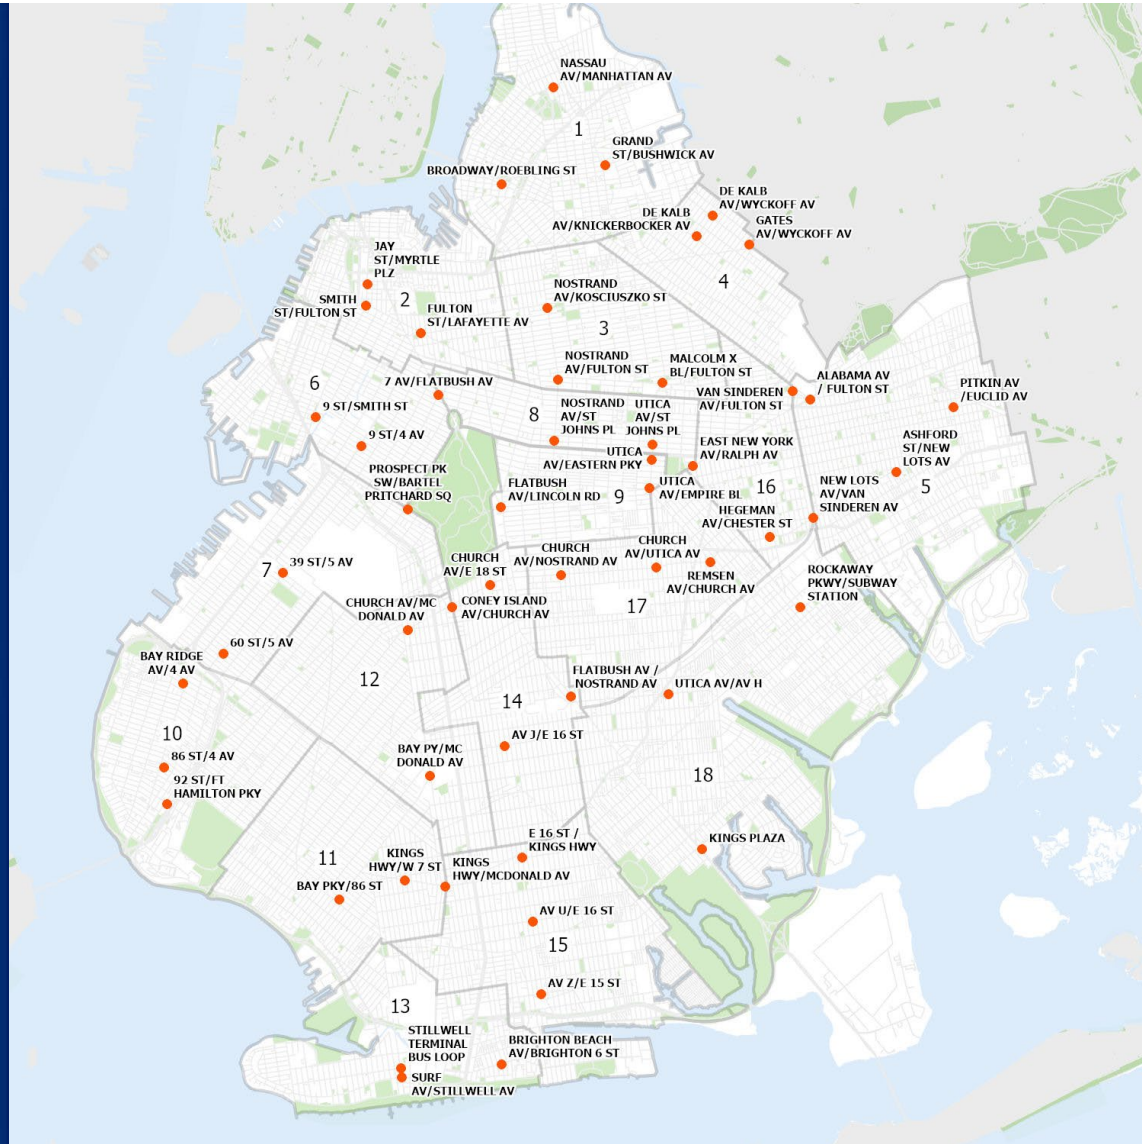 NASSAU
AV/MANHATTAN AV
1
GRAND
ST/BUSHWICK AV
BROADWAY/ROEBLING ST
DE KALB
AV/WYCKOFF AV
DE KALB
AV/KNICKERBOCKER AV
GATES
AV/WYCKOFF AV
JAY
ST/MYRTLE
PLZ
4
NOSTRAND
AV/KOSCIUSZKO ST
SMITH
ST/FULTON ST
2
FULTON
ST/LAFAYETTE AV
3
NOSTRAND
AV/FULTON ST
MALCOLM X
BL/FULTON ST
6
7 AV/FLATBUSH AV
VAN SINDEREN
AV/FULTON ST
ALABAMA AV
/ FULTON ST
PITKIN AV
/EUCLID AV
9 ST/SMITH ST
8
NOSTRAND
AV/ST
JOHNS PL
UTICA
AV/ST
JOHNS PL
9 ST/4 AV
EAST NEW YORK
AV/RALPH AV
ASHFORD
ST/NEW
LOTS AV
UTICA
AV/EASTERN PKY
PROSPECT PK
SW/BARTEL
PRITCHARD SQ
FLATBUSH
AV/LINCOLN RD
9
UTICA
AV/EMPIRE BL
16
NEW LOTS
AV/VAN
SINDEREN AV
5
HEGEMAN
AV/CHESTER ST
39 ST/5 AV
7
CHURCH
AV/E 18 ST
CHURCH
AV/NOSTRAND AV
CHURCH
AV/UTICA AV
REMSEN
AV/CHURCH AV
ROCKAWAY
PKWY/SUBWAY
STATION
CHURCH AV/MC
DONALD AV
CONEY ISLAND
AV/CHURCH AV
17
60 ST/5 AV
BAY RIDGE
AV/4 AV
12
FLATBUSH AV /
NOSTRAND AV
UTICA AV/AV H
14
10
AV J/E 16 ST
86 ST/4 AV
BAY PY/MC
DONALD AV
92 ST/FT
HAMILTON PKY
18
E 16 ST /
KINGS HWY
KINGS PLAZA
11
KINGS
HWY/W 7 ST
KINGS
HWY/MCDONALD AV
BAY PKY/86 ST
AV U/E 16 ST
15
AV Z/E 15 ST
13
STILLWELL
TERMINAL
BUS LOOP
BRIGHTON BEACH
AV/BRIGHTON 6 ST
SURF
AV/STILLWELL AV